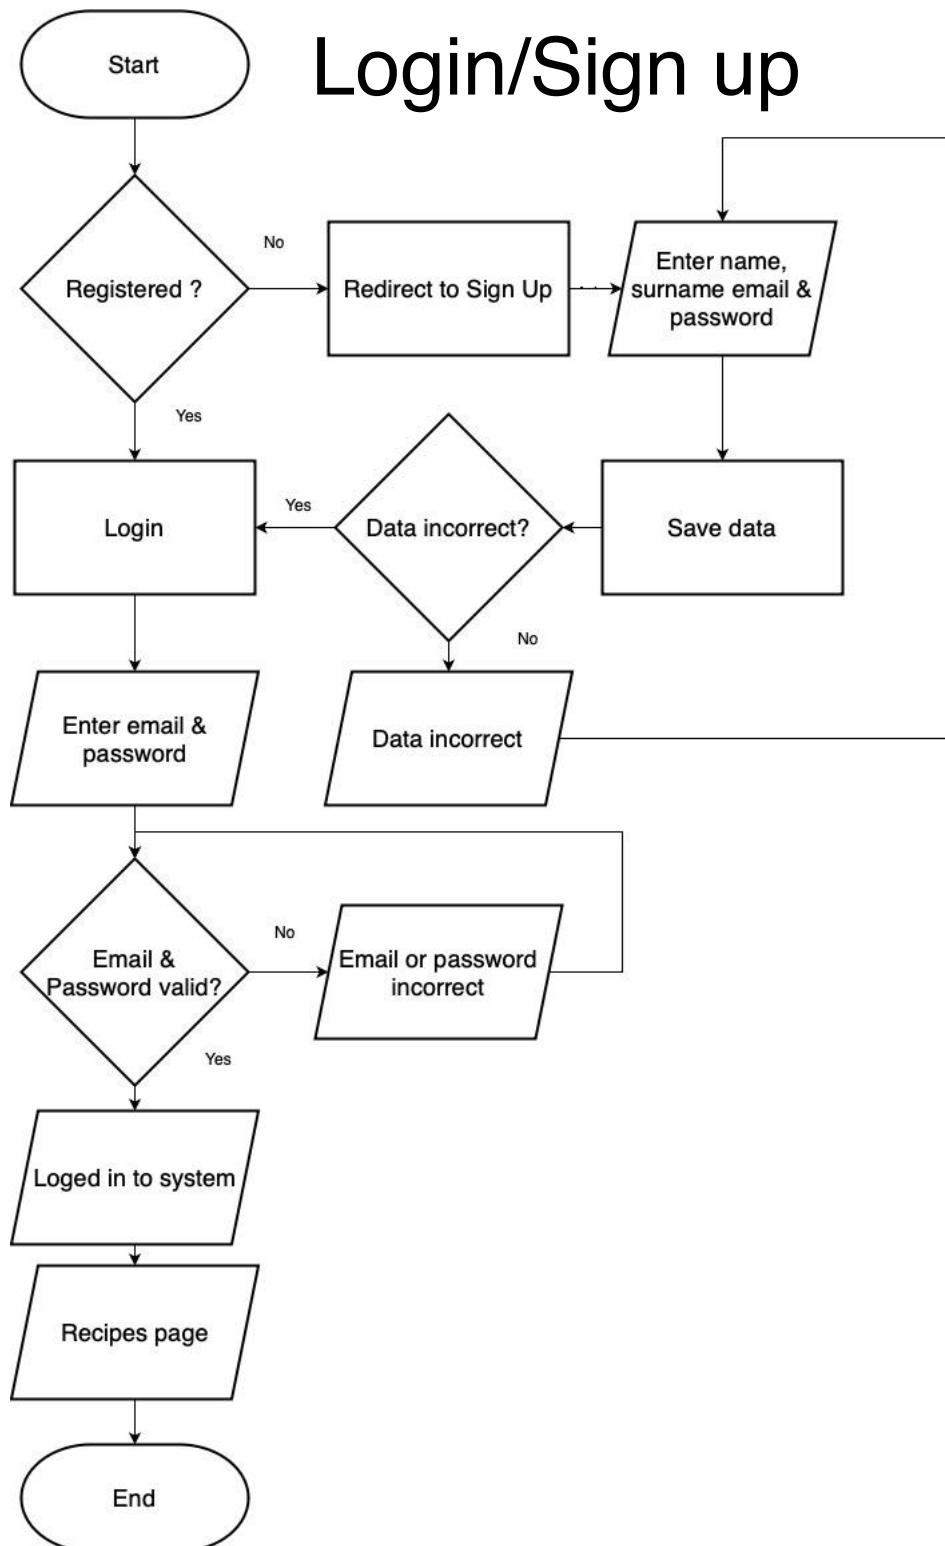 Start
Login/Sign up
Registered ?
No
Redirect to Sign Up
Enter name,
surname email &
password
Yes
Login
Yes
Data incorrect?
Save data
No
Enter email &
password
Data incorrect
Email &
Password valid?
No
Email or password
incorrect
Yes
Loged in to system
Recipes page
End